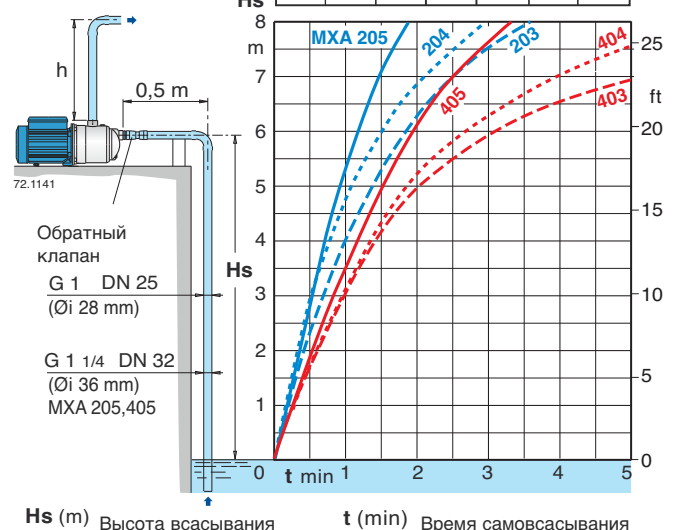 Hs
8
m
7
6
5
4
3
2
1
0
MXA 205
204
203
405
404
403
25
ft
20
15
10
5
0
t min 1 2 3 4 5
h
0,5 m
72.1141
Обратный
клапан
Hs
G 1 DN 25
(Øi 28 mm)
G 1 1/4 DN 32
(Øi 36 mm)
MXA 205,405
Hs (m) Высота всасывания
t (min) Время самовсасывания